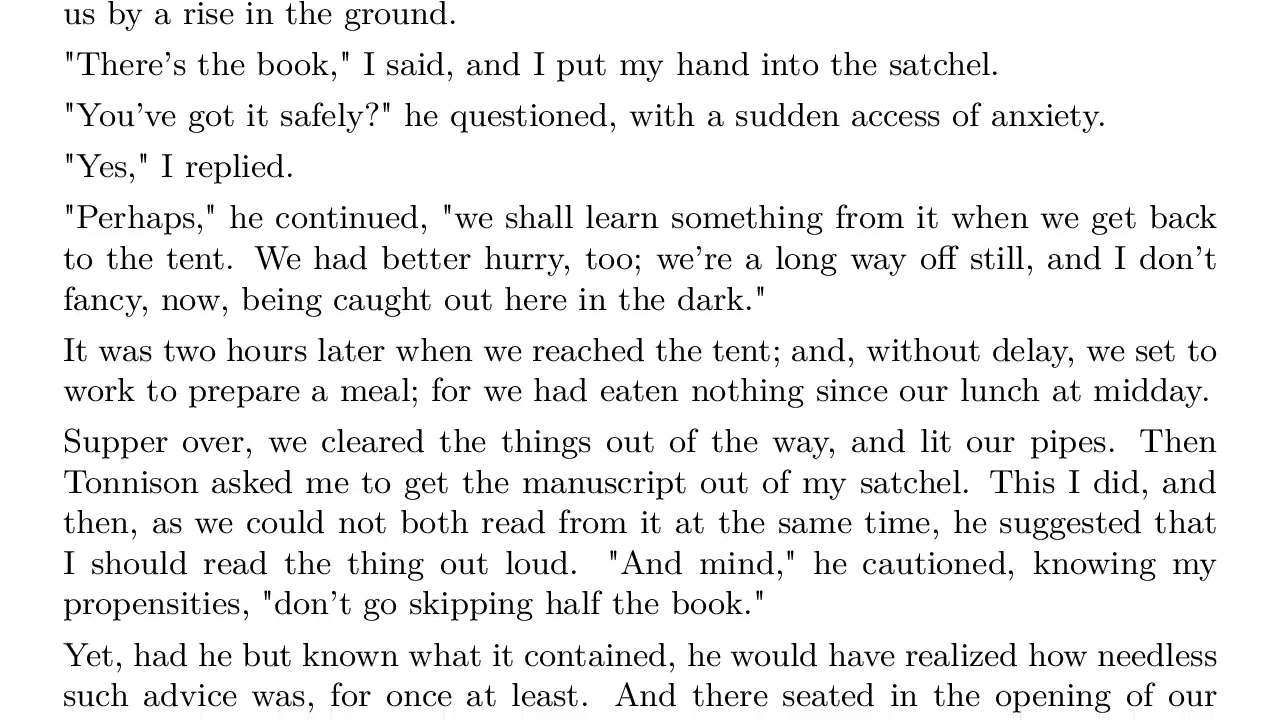 us by a rise in the ground.
"There’s the book," I said, and I put my hand into the satchel.
"You’ve got it safely?" he questioned, with a sudden access of anxiety.
"Yes," I replied.
"Perhaps," he continued, "we shall learn something from it when we get back
to the tent. We had better hurry, too; we’re a long way off still, and I don’t
fancy, now, being caught out here in the dark."
It was two hours later when we reached the tent; and, without delay, we set to
work to prepare a meal; for we had eaten nothing since our lunch at midday.
Supper over, we cleared the things out of the way, and lit our pipes. Then
Tonnison asked me to get the manuscript out of my satchel. This I did, and
then, as we could not both read from it at the same time, he suggested that
I should read the thing out loud. "And mind," he cautioned, knowing my
propensities, "don’t go skipping half the book."
Yet, had he but known what it contained, he would have realized how needless
such advice was, for once at least. And there seated in the opening of our